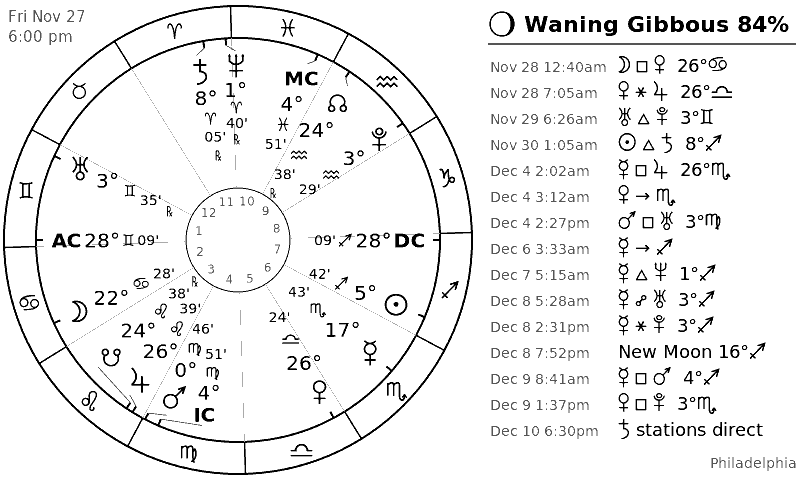 Fri Nov 27
6:00 pm
Waning Gibbous 84%
Nov 28 12:40am ☽ □ ♀ 26°♋
Nov 28 7:05am ♀ ⚹ ♃ 26°♎
Nov 29 6:26am ♅ △ ♇ 3°♊
Nov 30 1:05am ☉ △ ♄ 8°♐
Dec 4 2:02am ☿ □ ♃ 26°♏
Dec 4 3:12am ♀ → ♏
Dec 4 2:27pm ♂ □ ♅ 3°♍
Dec 6 3:33am ☿ → ♐
Dec 7 5:15am ☿ △ ♆ 1°♐
Dec 8 5:28am ☿ ☍ ♅ 3°♐
Dec 8 2:31pm ☿ ⚹ ♇ 3°♐
Dec 8 7:52pm New Moon 16°♐
Dec 9 8:41am ☿ □ ♂ 4°♐
Dec 9 1:37pm ♀ □ ♇ 3°♏
Dec 10 6:30pm ♄ stations direct
Philadelphia
♈
♓
♒
♑
♐
♏
♎
♍
♌
♋
♊
♉
♄ 8° ♈ 05' ℞
♆ 1° ♈ 40' ℞
MC 4° ♓ 51'
☊ 24° ♒ 38' ℞
♇ 3° ♒ 29'
♅ 3° ♊ 35' ℞
AC 28° ♊ 09'
09' ♐ 28° DC
☽ 22° ♋ 28'
☋ 24° ♌ 38' ℞
♃ 26° ♌ 39'
♂ 0° ♍ 46'
IC 4° ♍ 51'
♀ 26° ♎ 24'
☿ 17° ♏ 43'
☉ 5° ♐ 42'
1
2
3
4
5
6
7
8
9
10
11
12